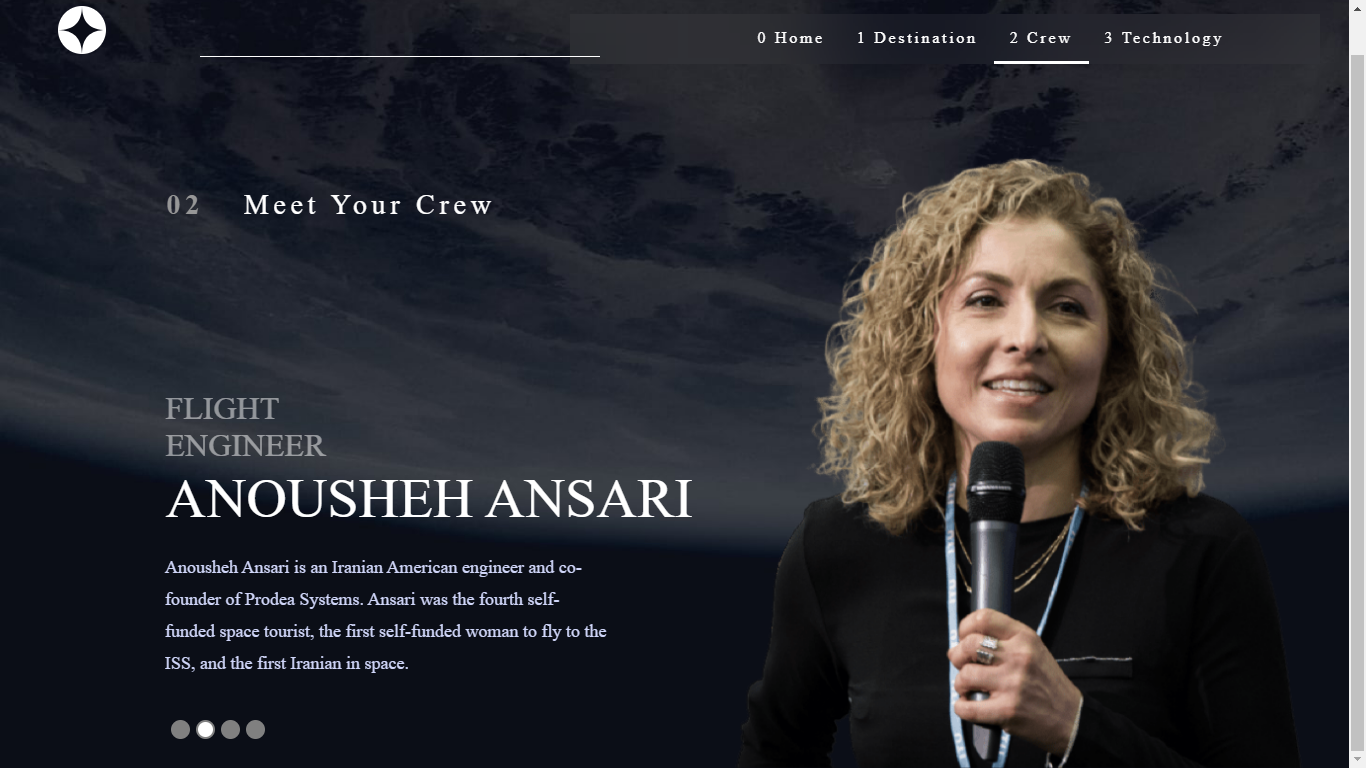 0 Home 1 Destination 2 Crew 3 Technology
02 Meet Your Crew
FLIGHT
ENGINEER
ANOUSHEH ANSARI
Anousheh Ansari is an Iranian American engineer and co-
founder of Prodea Systems. Ansari was the fourth self-
funded space tourist, the first self-funded woman to fly to the
ISS, and the first Iranian in space.